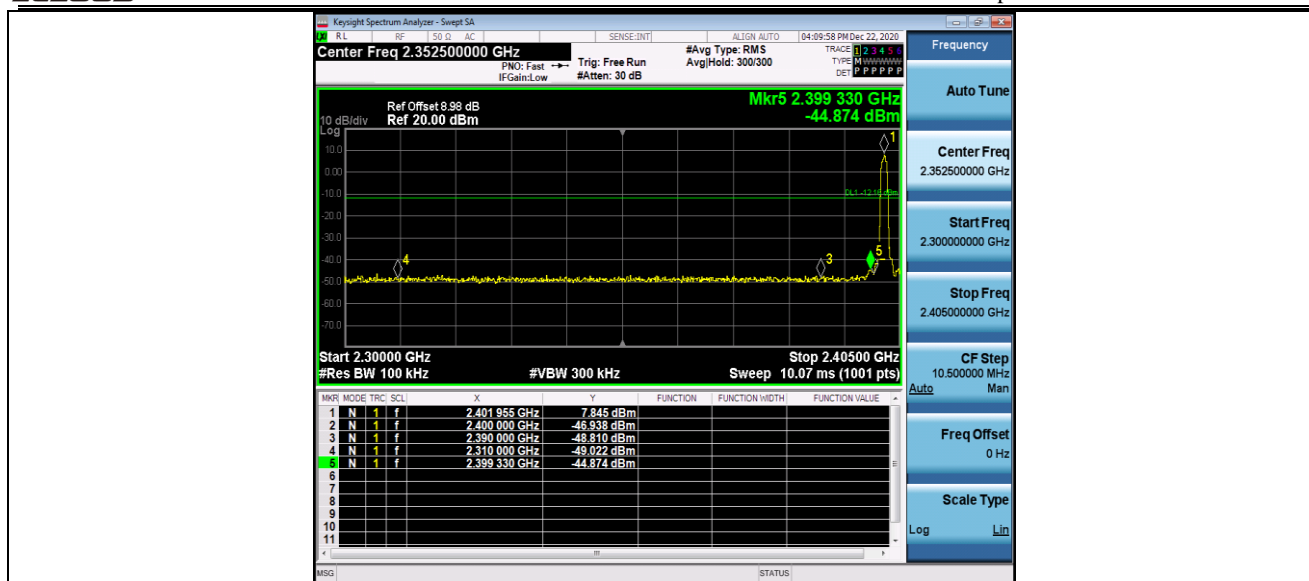 Keysight Spectrum Analyzer - Swept SA
RL RF 50 Ω AC SENSE:INT ALIGN AUTO 04:09:58 PM Dec 22, 2020
Center Freq 2.352500000 GHz
PNO: Fast
IFGain:Low
Trig: Free Run
#Atten: 30 dB
#Avg Type: RMS
Avg|Hold: 300/300
TRACE 1 2 3 4 5 6
TYPE M WWWWW
DET P P P P P P
Ref Offset 8.98 dB
10 dB/div Ref 20.00 dBm
Log
Mkr5 2.399 330 GHz
-44.874 dBm
10.0
0.00
-10.0
-20.0
-30.0
-40.0
-50.0
-60.0
-70.0
DL1 -12.16 dBm
1
4
3
5
Start 2.30000 GHz Stop 2.40500 GHz
#Res BW 100 kHz #VBW 300 kHz Sweep 10.07 ms (1001 pts)
MKR MODE TRC SCL X Y FUNCTION FUNCTION WIDTH FUNCTION VALUE
1 N 1 f 2.401 955 GHz 7.845 dBm
2 N 1 f 2.400 000 GHz -46.938 dBm
3 N 1 f 2.390 000 GHz -48.810 dBm
4 N 1 f 2.310 000 GHz -49.022 dBm
5 N 1 f 2.399 330 GHz -44.874 dBm
6
7
8
9
10
11
MSG STATUS
Frequency
Auto Tune
Center Freq
2.352500000 GHz
Start Freq
2.300000000 GHz
Stop Freq
2.405000000 GHz
CF Step
10.500000 MHz
Auto Man
Freq Offset
0 Hz
Scale Type
Log Lin